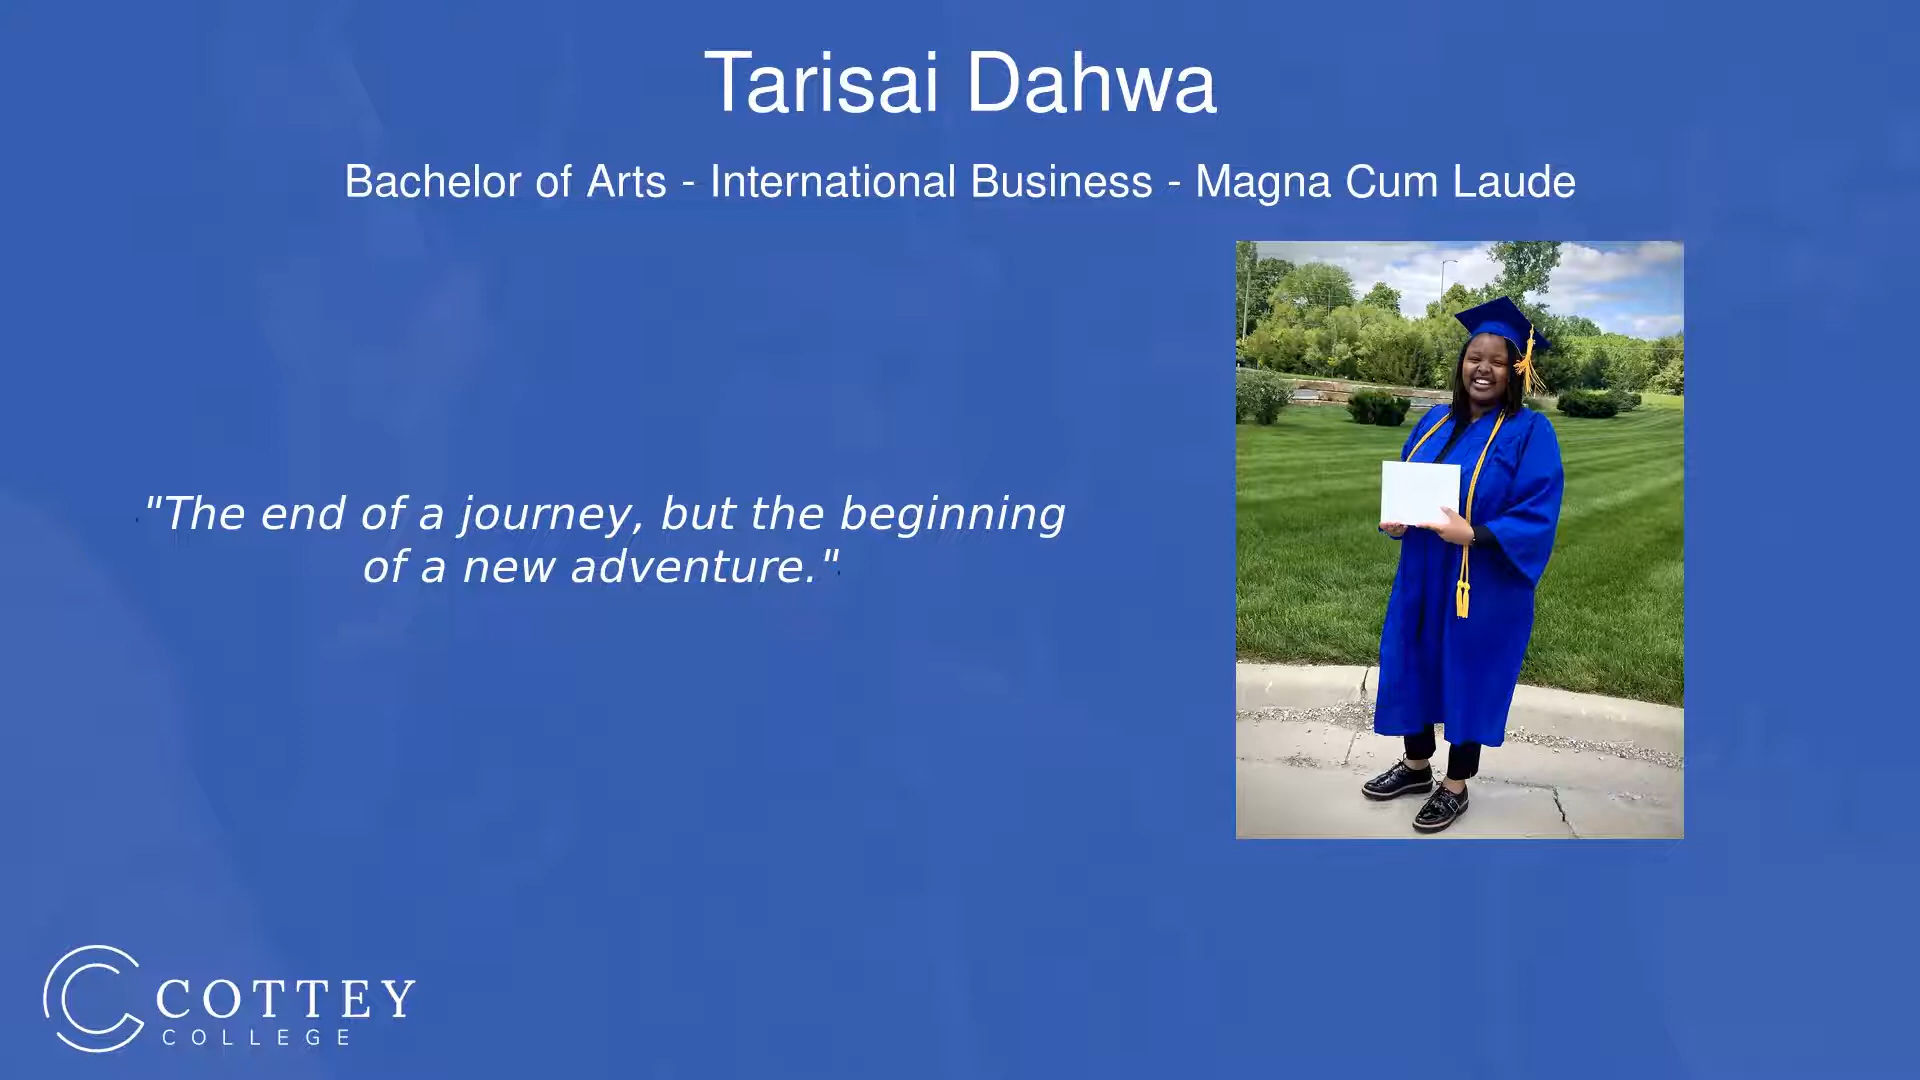 Tarisai Dahwa
Bachelor of Arts - International Business - Magna Cum Laude
"The end of a journey, but the beginning
of a new adventure."
COTTEY
COLLEGE